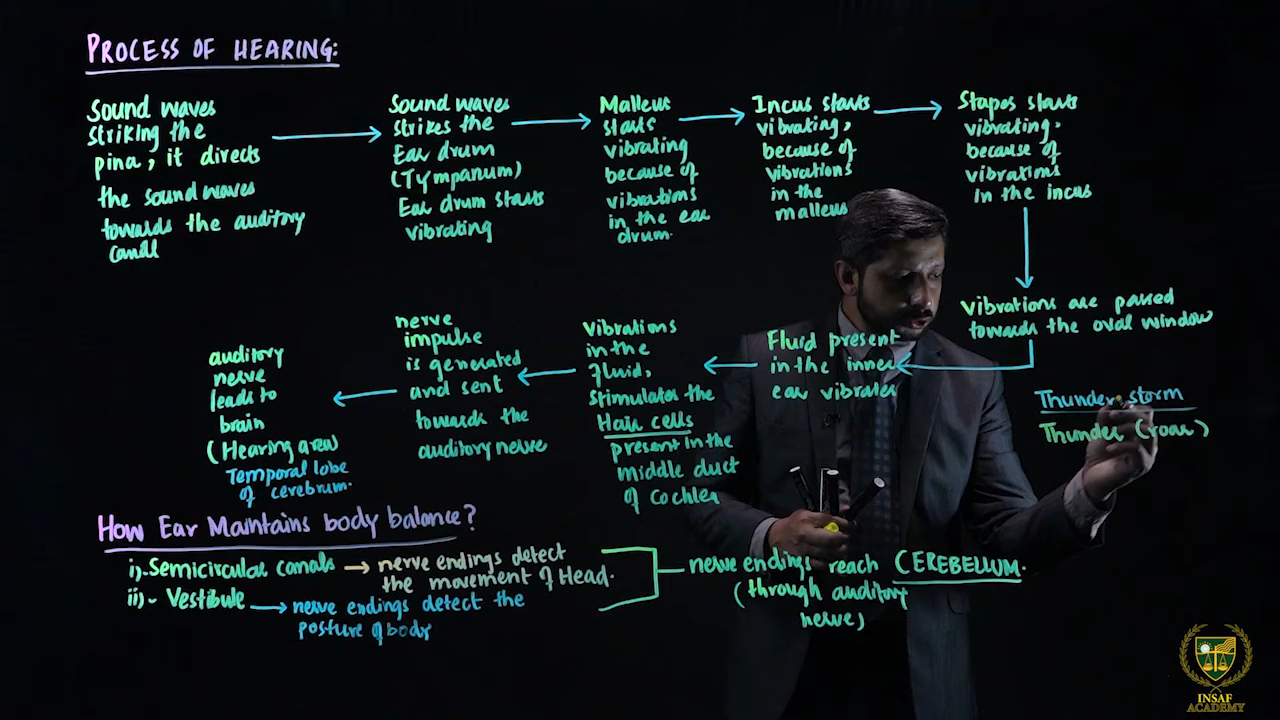 PROCESS OF HEARING:
Sound waves
striking the
pina, it directs
the sound waves
towards the auditory
canal
Sound waves
strikes the
Ear drum
(Tympanum)
Ear drum starts
vibrating
Malleus
starts
vibrating
because of
vibrations
in the ear
drum.
Incus starts
vibrating,
because of
vibrations
in the
malleus
Stapes starts
vibrating.
because of
vibrations
in the incus
Vibrations are passed
towards the oval window
Fluid present
in the inner
ear vibrates
Vibrations
in the
fluid,
stimulates the
Hair cells
present in the
middle duct
of Cochlea
nerve
impulse
is generated
and sent
towards the
auditory nerve
auditory
nerve
leads to
brain
(Hearing area)
Temporal lobe
of cerebrum.
Thunder storm
Thunder (roar)
How Ear Maintains body balance?
i). Semicircular canals → nerve endings detect
the movement of Head.
ii)- Vestibule → nerve endings detect the
posture of body
nerve endings reach CEREBELLUM.
(through auditory
nerve)
INSAF
ACADEMY